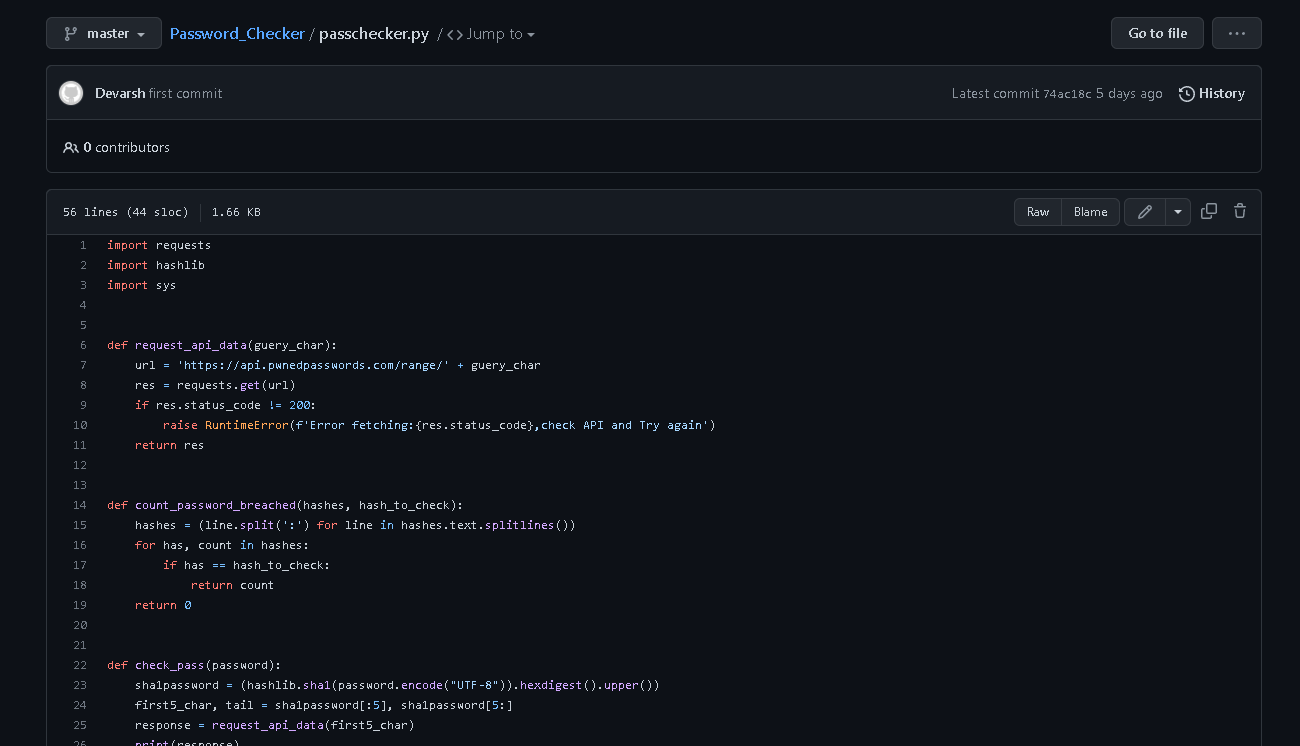 master Password_Checker / passchecker.py / <> Jump to Go to file ...
Devarsh first commit Latest commit 74ac18c 5 days ago History
0 contributors
56 lines (44 sloc) 1.66 KB Raw Blame
1 import requests
2 import hashlib
3 import sys
4
5
6 def request_api_data(guery_char):
7     url = 'https://api.pwnedpasswords.com/range/' + guery_char
8     res = requests.get(url)
9     if res.status_code != 200:
10         raise RuntimeError(f'Error fetching:{res.status_code},check API and Try again')
11     return res
12
13
14 def count_password_breached(hashes, hash_to_check):
15     hashes = (line.split(':') for line in hashes.text.splitlines())
16     for has, count in hashes:
17         if has == hash_to_check:
18             return count
19     return 0
20
21
22 def check_pass(password):
23     sha1password = (hashlib.sha1(password.encode("UTF-8")).hexdigest().upper())
24     first5_char, tail = sha1password[:5], sha1password[5:]
25     response = request_api_data(first5_char)
26     print(response)